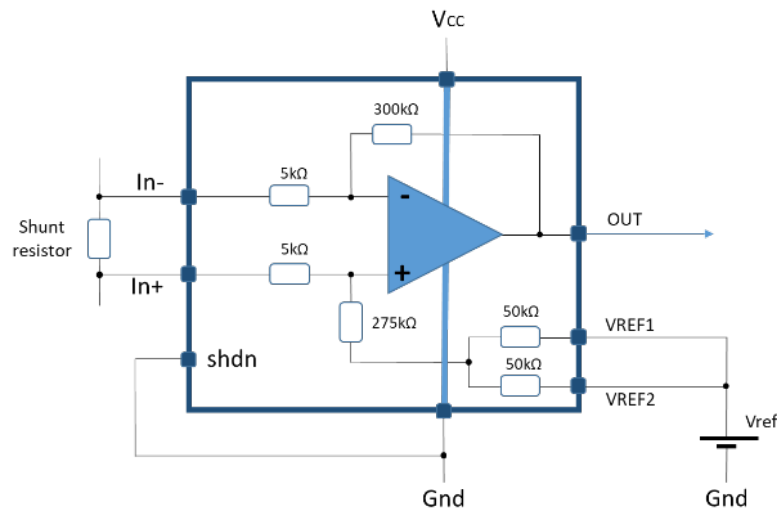 Vcc
300kΩ
5kΩ
In-
-
Shunt
resistor
OUT
5kΩ
In+
+
275kΩ
50kΩ
VREF1
shdn
50kΩ
VREF2
Vref
Gnd
Gnd